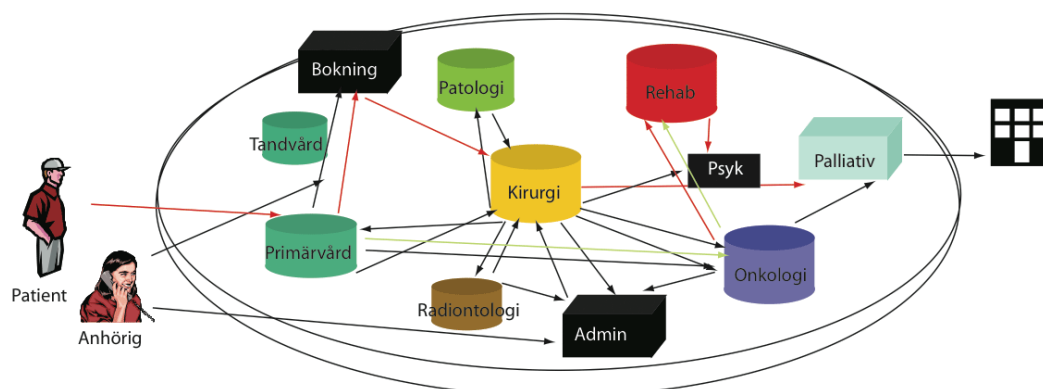 Bokning
Patologi
Rehab
Tandvård
Kirurgi
Psyk
Palliativ
Primärvård
Onkologi
Patient
Radiontologi
Admin
Anhörig